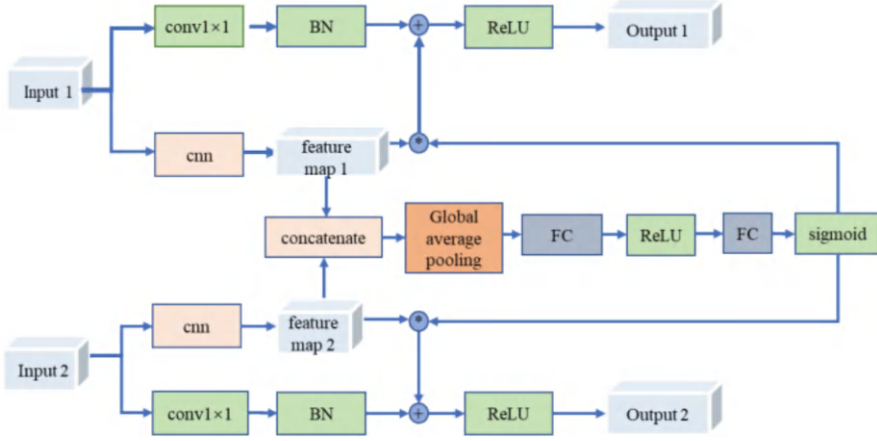 conv1×1
BN
+
ReLU
Output 1
Input 1
cnn
feature
map 1
*
concatenate
Global
average
pooling
FC
ReLU
FC
sigmoid
cnn
feature
map 2
*
Input 2
conv1×1
BN
+
ReLU
Output 2